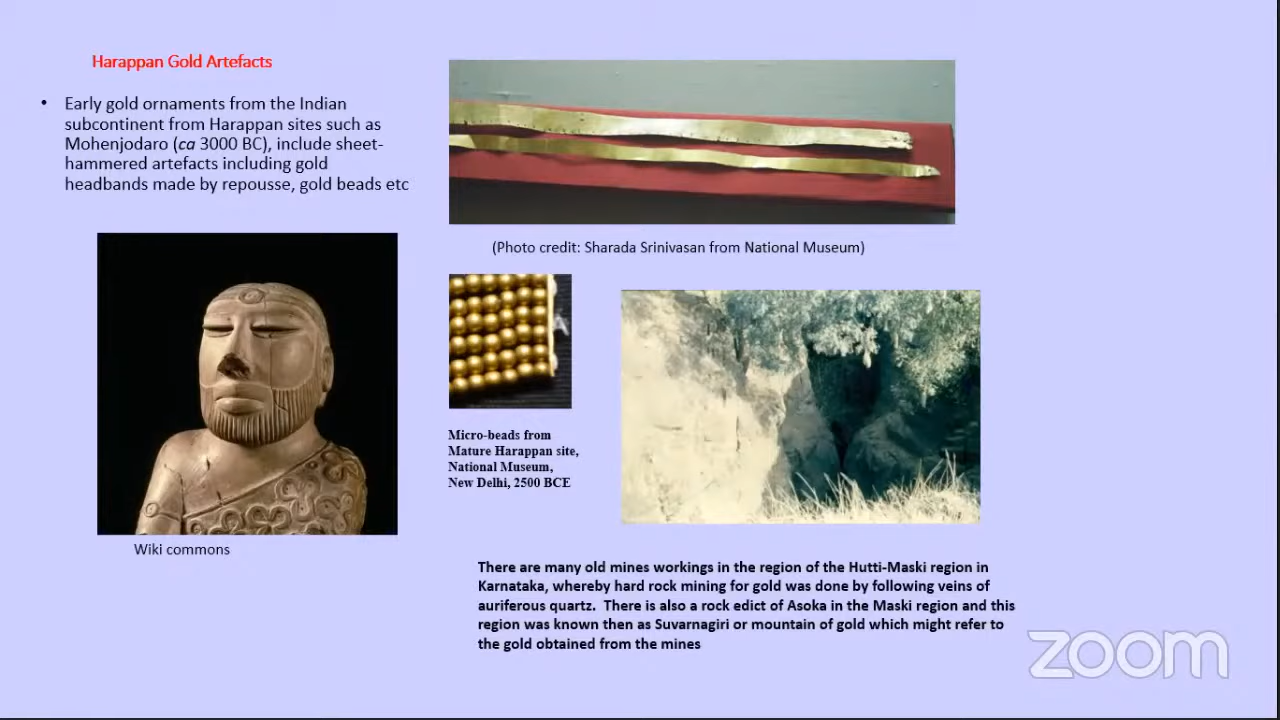 Harappan Gold Artefacts
• Early gold ornaments from the Indian
subcontinent from Harappan sites such as
Mohenjodaro (ca 3000 BC), include sheet-
hammered artefacts including gold
headbands made by repousse, gold beads etc
(Photo credit: Sharada Srinivasan from National Museum)
Micro-beads from
Mature Harappan site,
National Museum,
New Delhi, 2500 BCE
Wiki commons
There are many old mines workings in the region of the Hutti-Maski region in
Karnataka, whereby hard rock mining for gold was done by following veins of
auriferous quartz.  There is also a rock edict of Asoka in the Maski region and this
region was known then as Suvarnagiri or mountain of gold which might refer to
the gold obtained from the mines
zoom